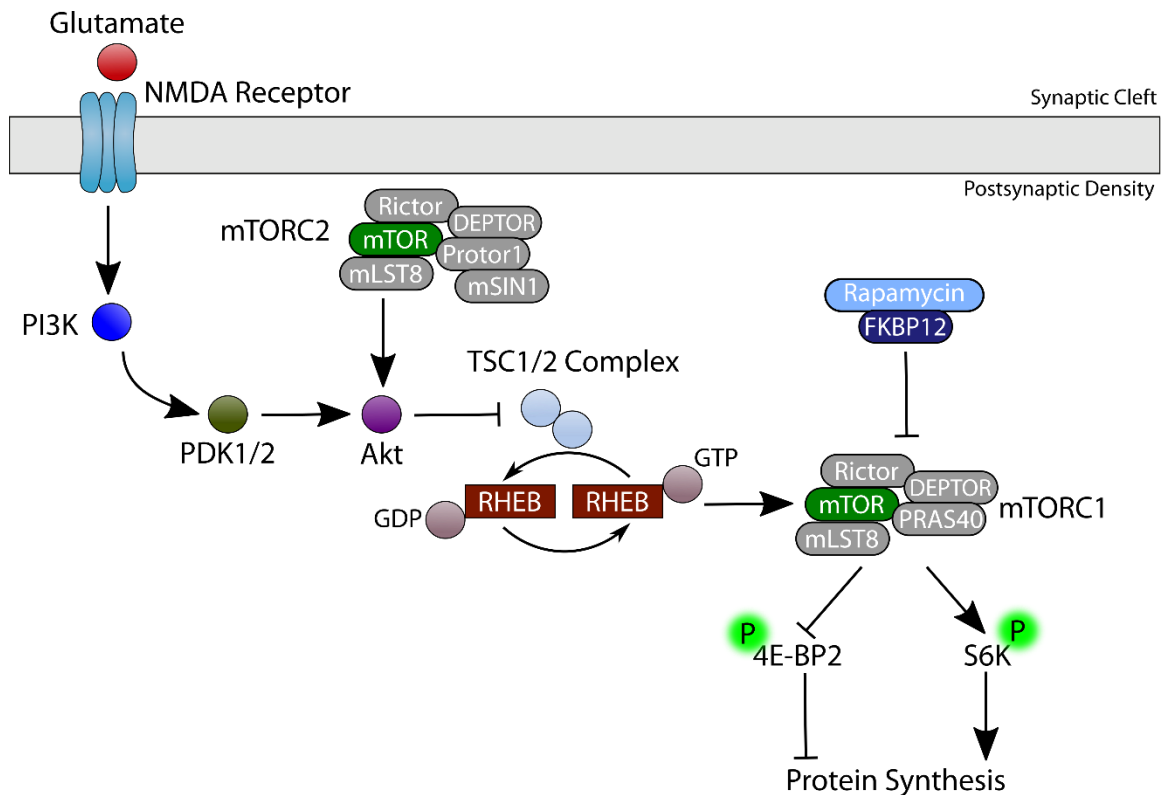 Glutamate
NMDA Receptor
Synaptic Cleft
Postsynaptic Density
mTORC2
Rictor
DEPTOR
mTOR
Protor1
mLST8
mSIN1
PI3K
Rapamycin
FKBP12
TSC1/2 Complex
PDK1/2
Akt
GTP
RHEB
RHEB
GDP
Rictor
DEPTOR
mTOR
PRAS40
mLST8
mTORC1
P
4E-BP2
P
S6K
Protein Synthesis